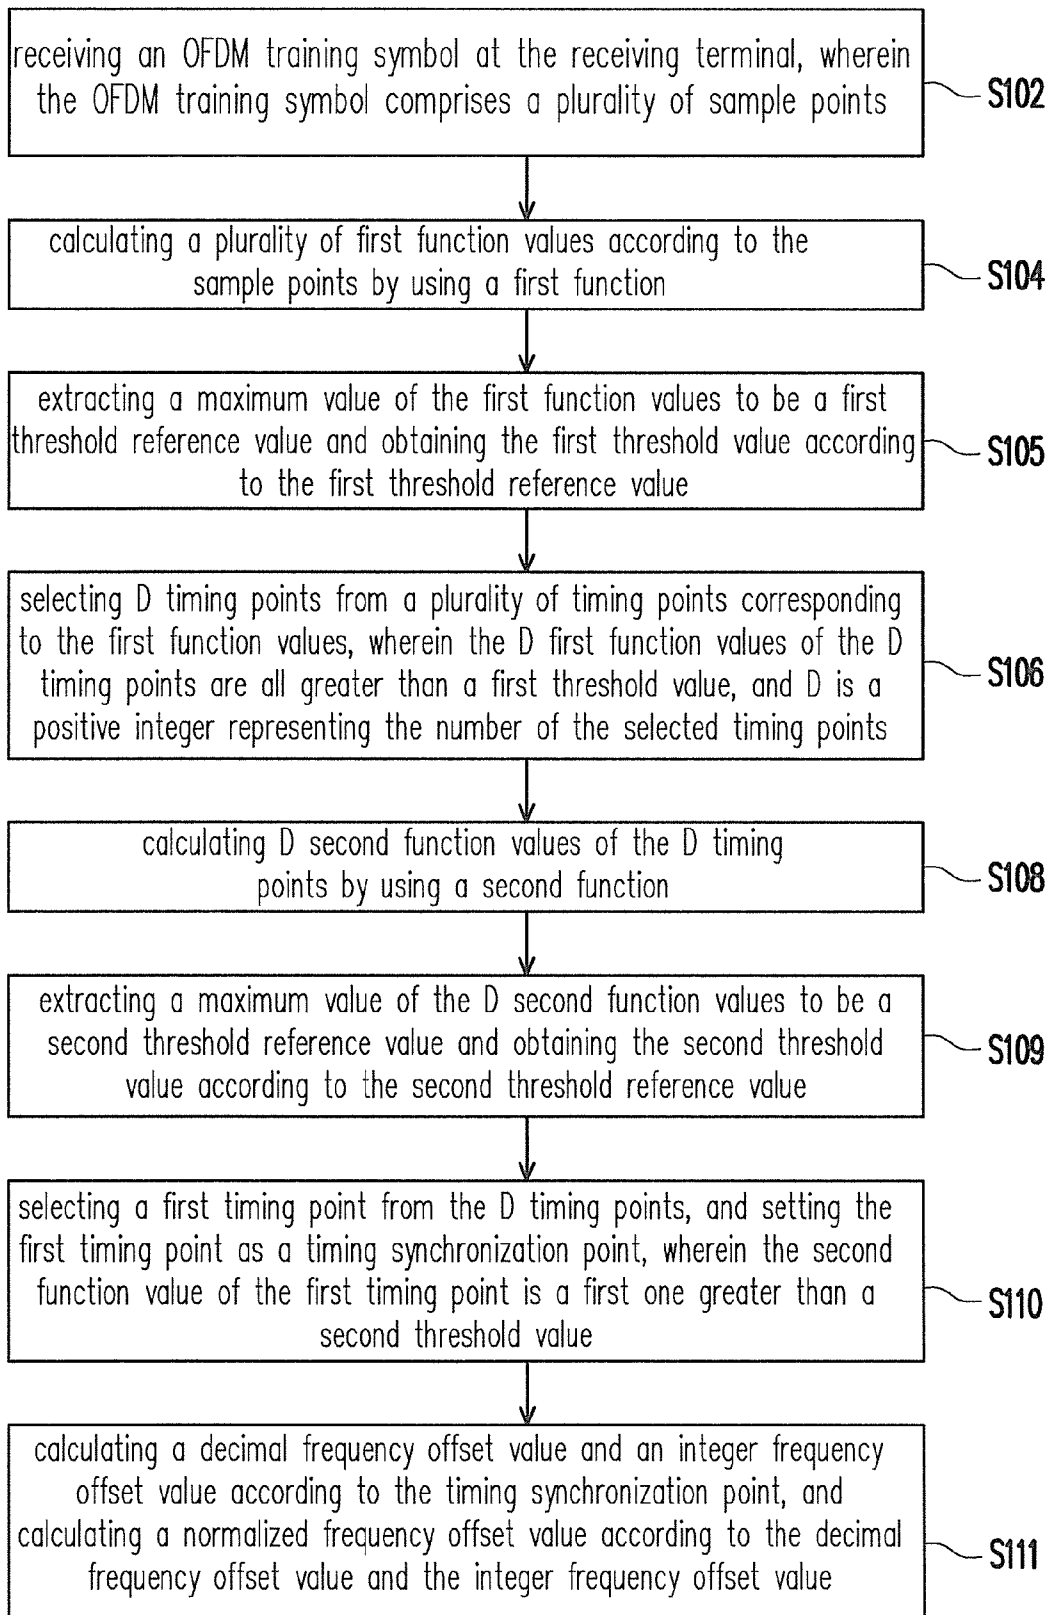 receiving an OFDM training symbol at the receiving terminal, wherein
the OFDM training symbol comprises a plurality of sample points
S102
calculating a plurality of first function values according to the
sample points by using a first function
S104
extracting a maximum value of the first function values to be a first
threshold reference value and obtaining the first threshold value according
to the first threshold reference value
S105
selecting D timing points from a plurality of timing points corresponding
to the first function values, wherein the D first function values of the D
timing points are all greater than a first threshold value, and D is a
positive integer representing the number of the selected timing points
S106
calculating D second function values of the D timing
points by using a second function
S108
extracting a maximum value of the D second function values to be a
second threshold reference value and obtaining the second threshold
value according to the second threshold reference value
S109
selecting a first timing point from the D timing points, and setting the
first timing point as a timing synchronization point, wherein the second
function value of the first timing point is a first one greater than a
second threshold value
S110
calculating a decimal frequency offset value and an integer frequency
offset value according to the timing synchronization point, and
calculating a normalized frequency offset value according to the decimal
frequency offset value and the integer frequency offset value
S111